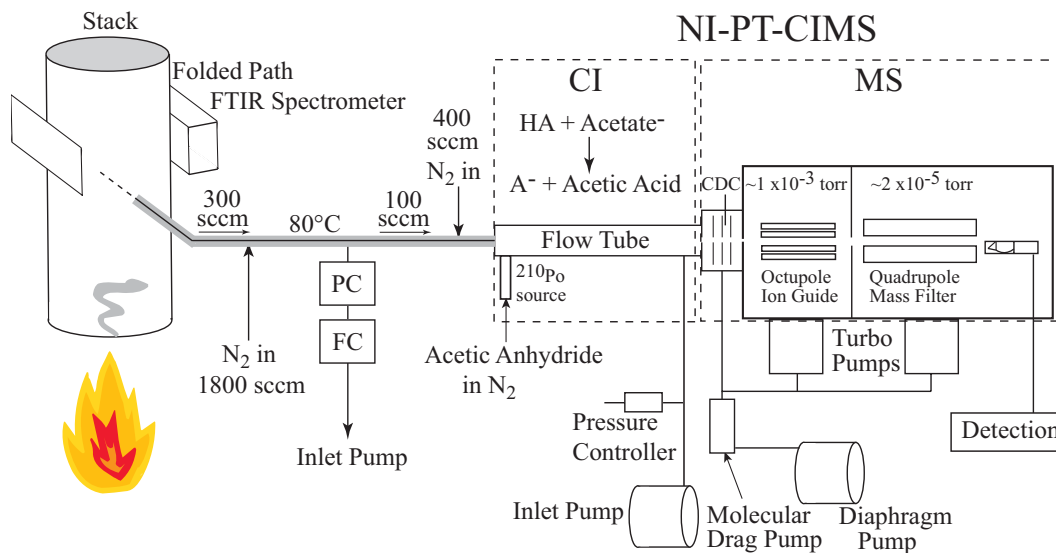 NI-PT-CIMS
Stack
Folded Path
FTIR Spectrometer
300
sccm
80°C
100
sccm
400
sccm
N2 in
N2 in
1800 sccm
PC
FC
Inlet Pump
CI
HA + Acetate-
A- + Acetic Acid
Flow Tube
210Po
source
Acetic Anhydride
in N2
Pressure
Controller
Inlet Pump
MS
CDC
~1 x10-3 torr
~2 x10-5 torr
Octupole
Ion Guide
Quadrupole
Mass Filter
Turbo
Pumps
Molecular
Drag Pump
Diaphragm
Pump
Detection